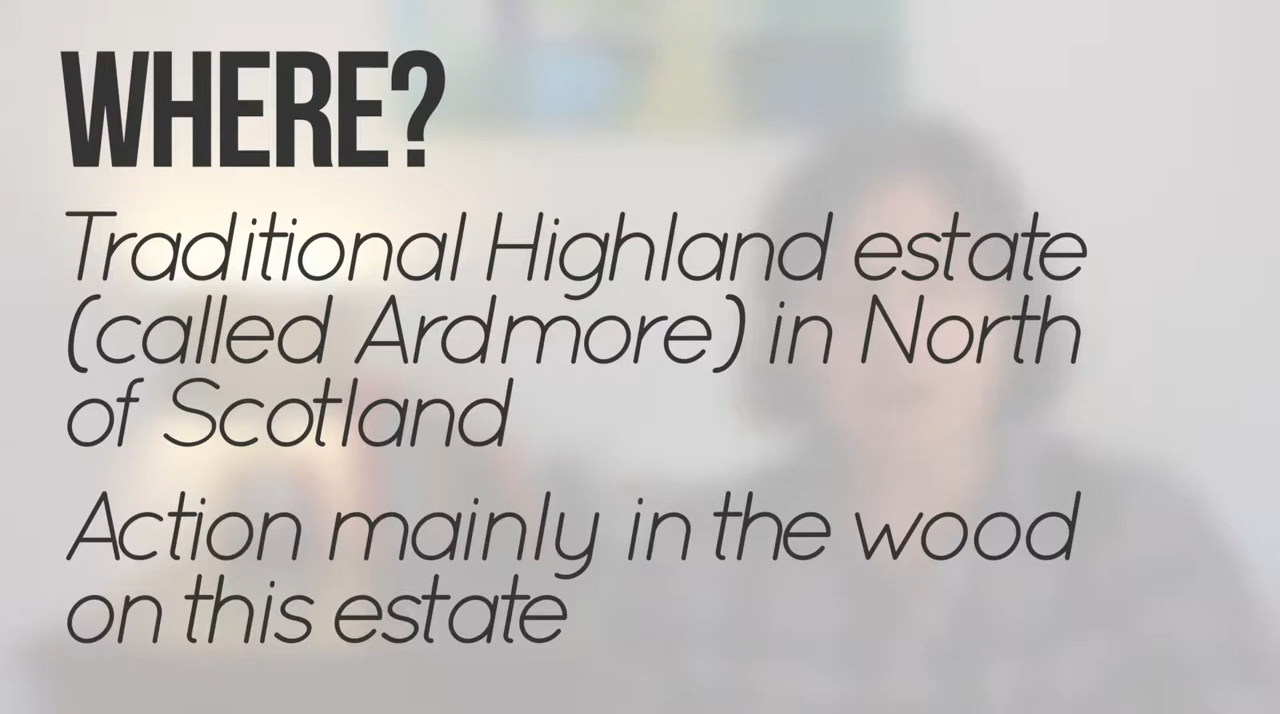 WHERE?
Traditional Highland estate
(called Ardmore) in North
of Scotland
Action mainly in the wood
on this estate